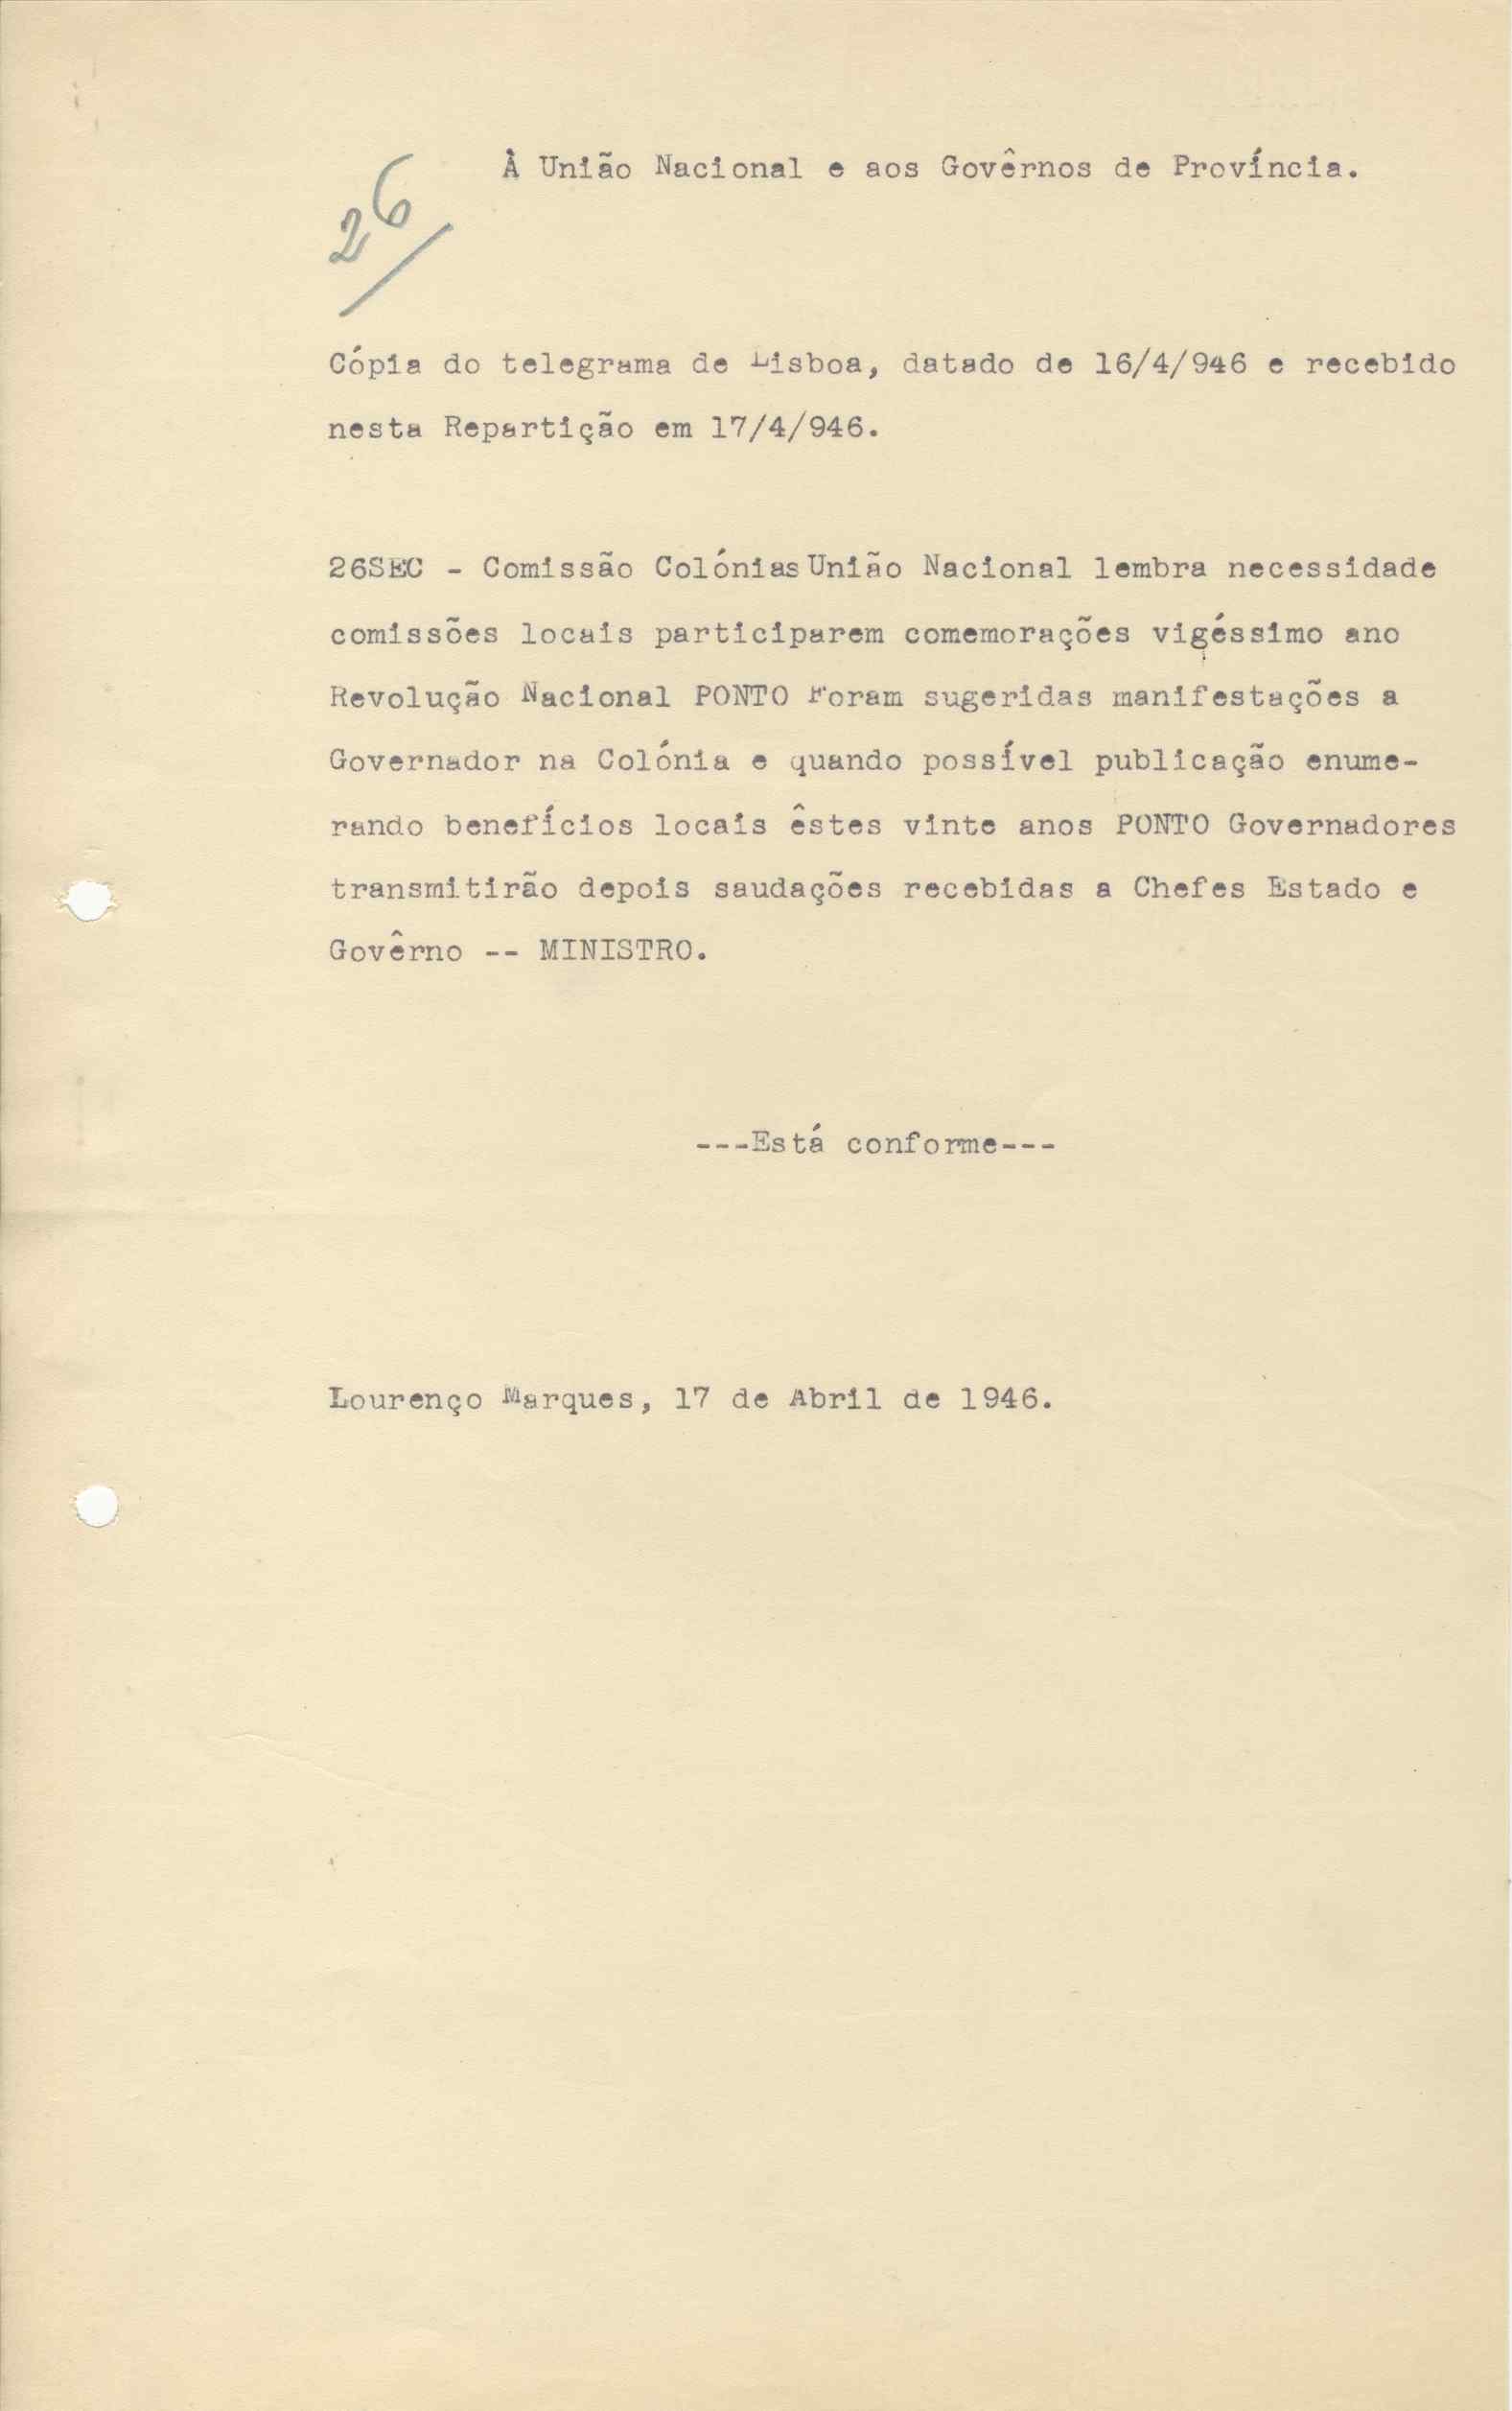 À União Nacional e aos Govêrnos de Província.
26
Cópia do telegrama de Lisboa, datado de 16/4/946 e recebido
nesta Repartição em 17/4/946.
26SEC - Comissão Colónias União Nacional lembra necessidade
comissões locais participarem comemorações vigéssimo ano
Revolução Nacional PONTO Foram sugeridas manifestações a
Governador na Colónia e quando possível publicação enume-
rando benefícios locais êstes vinte anos PONTO Governadores
transmitirão depois saudações recebidas a Chefes Estado e
Govêrno -- MINISTRO.
---Está conforme---
Lourenço Marques, 17 de Abril de 1946.